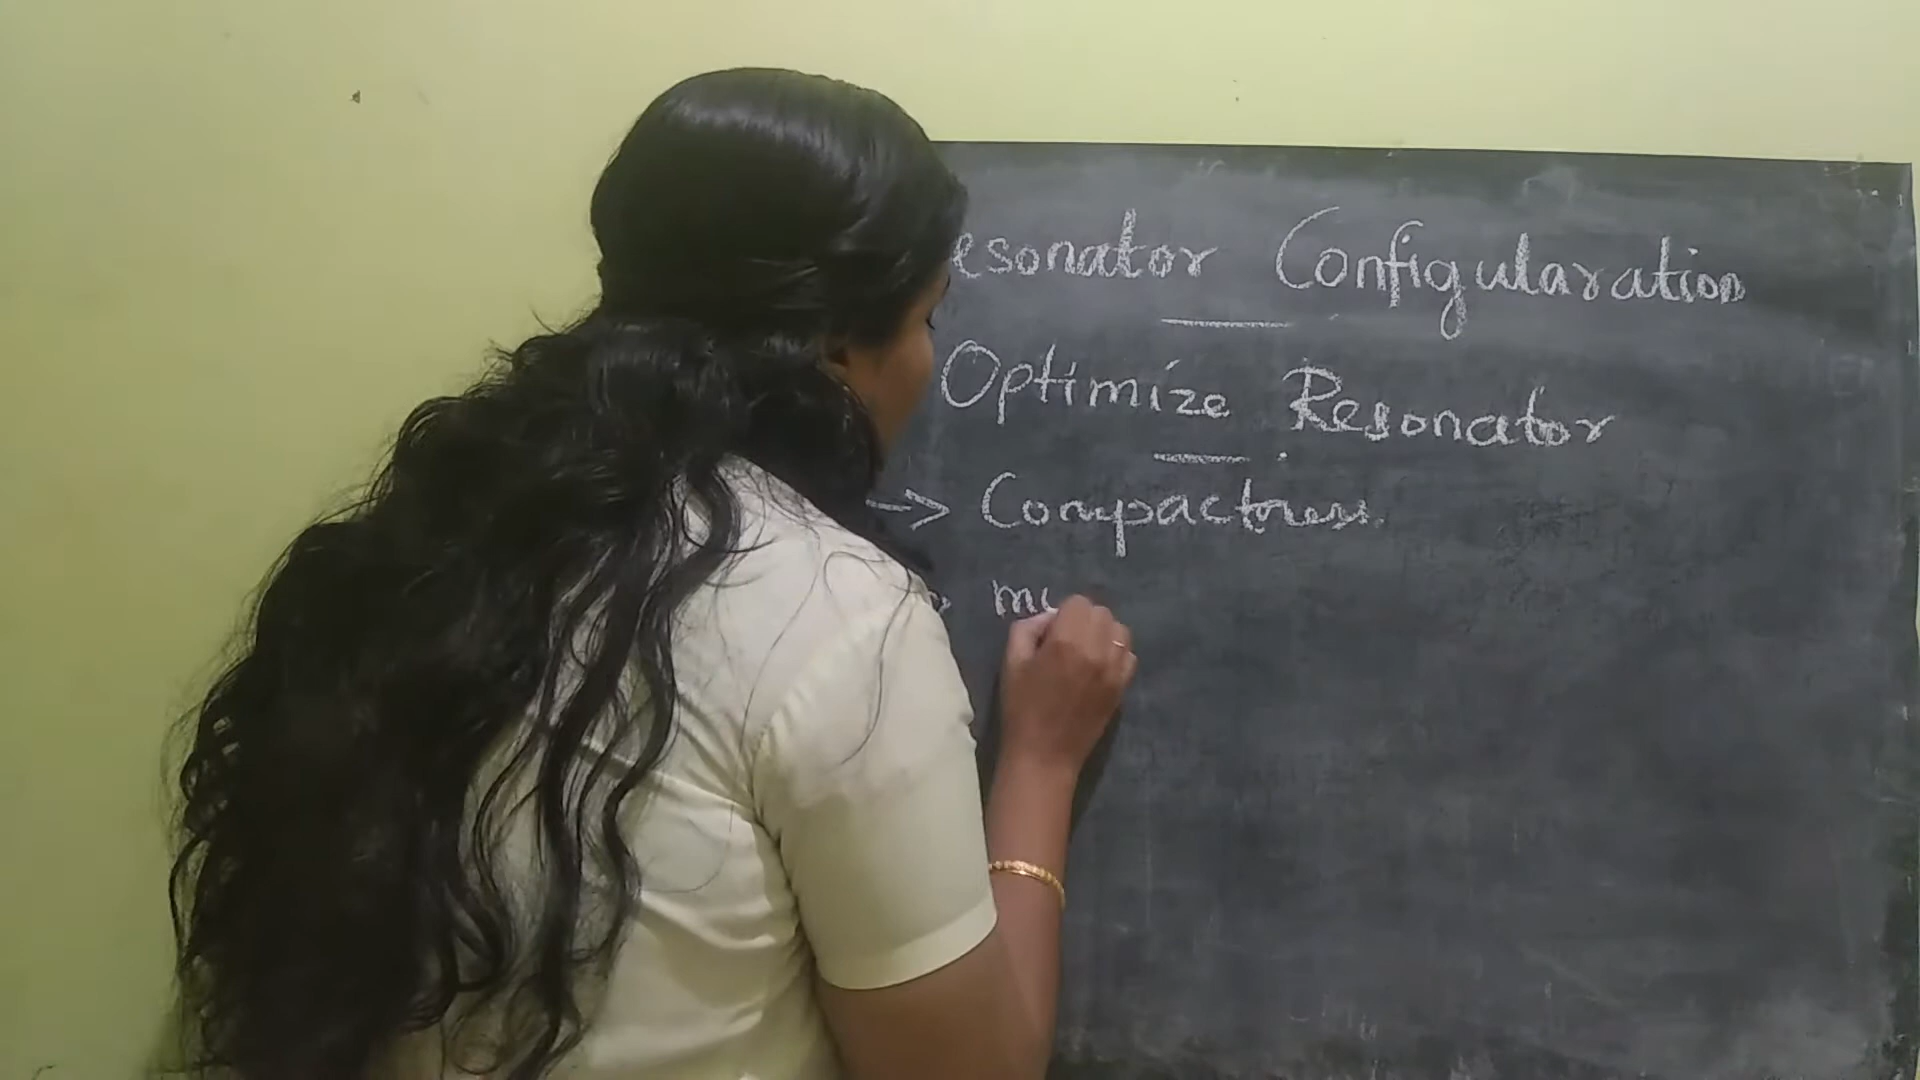 esonator Configularation
Optimize Resonator
-> Compactness.